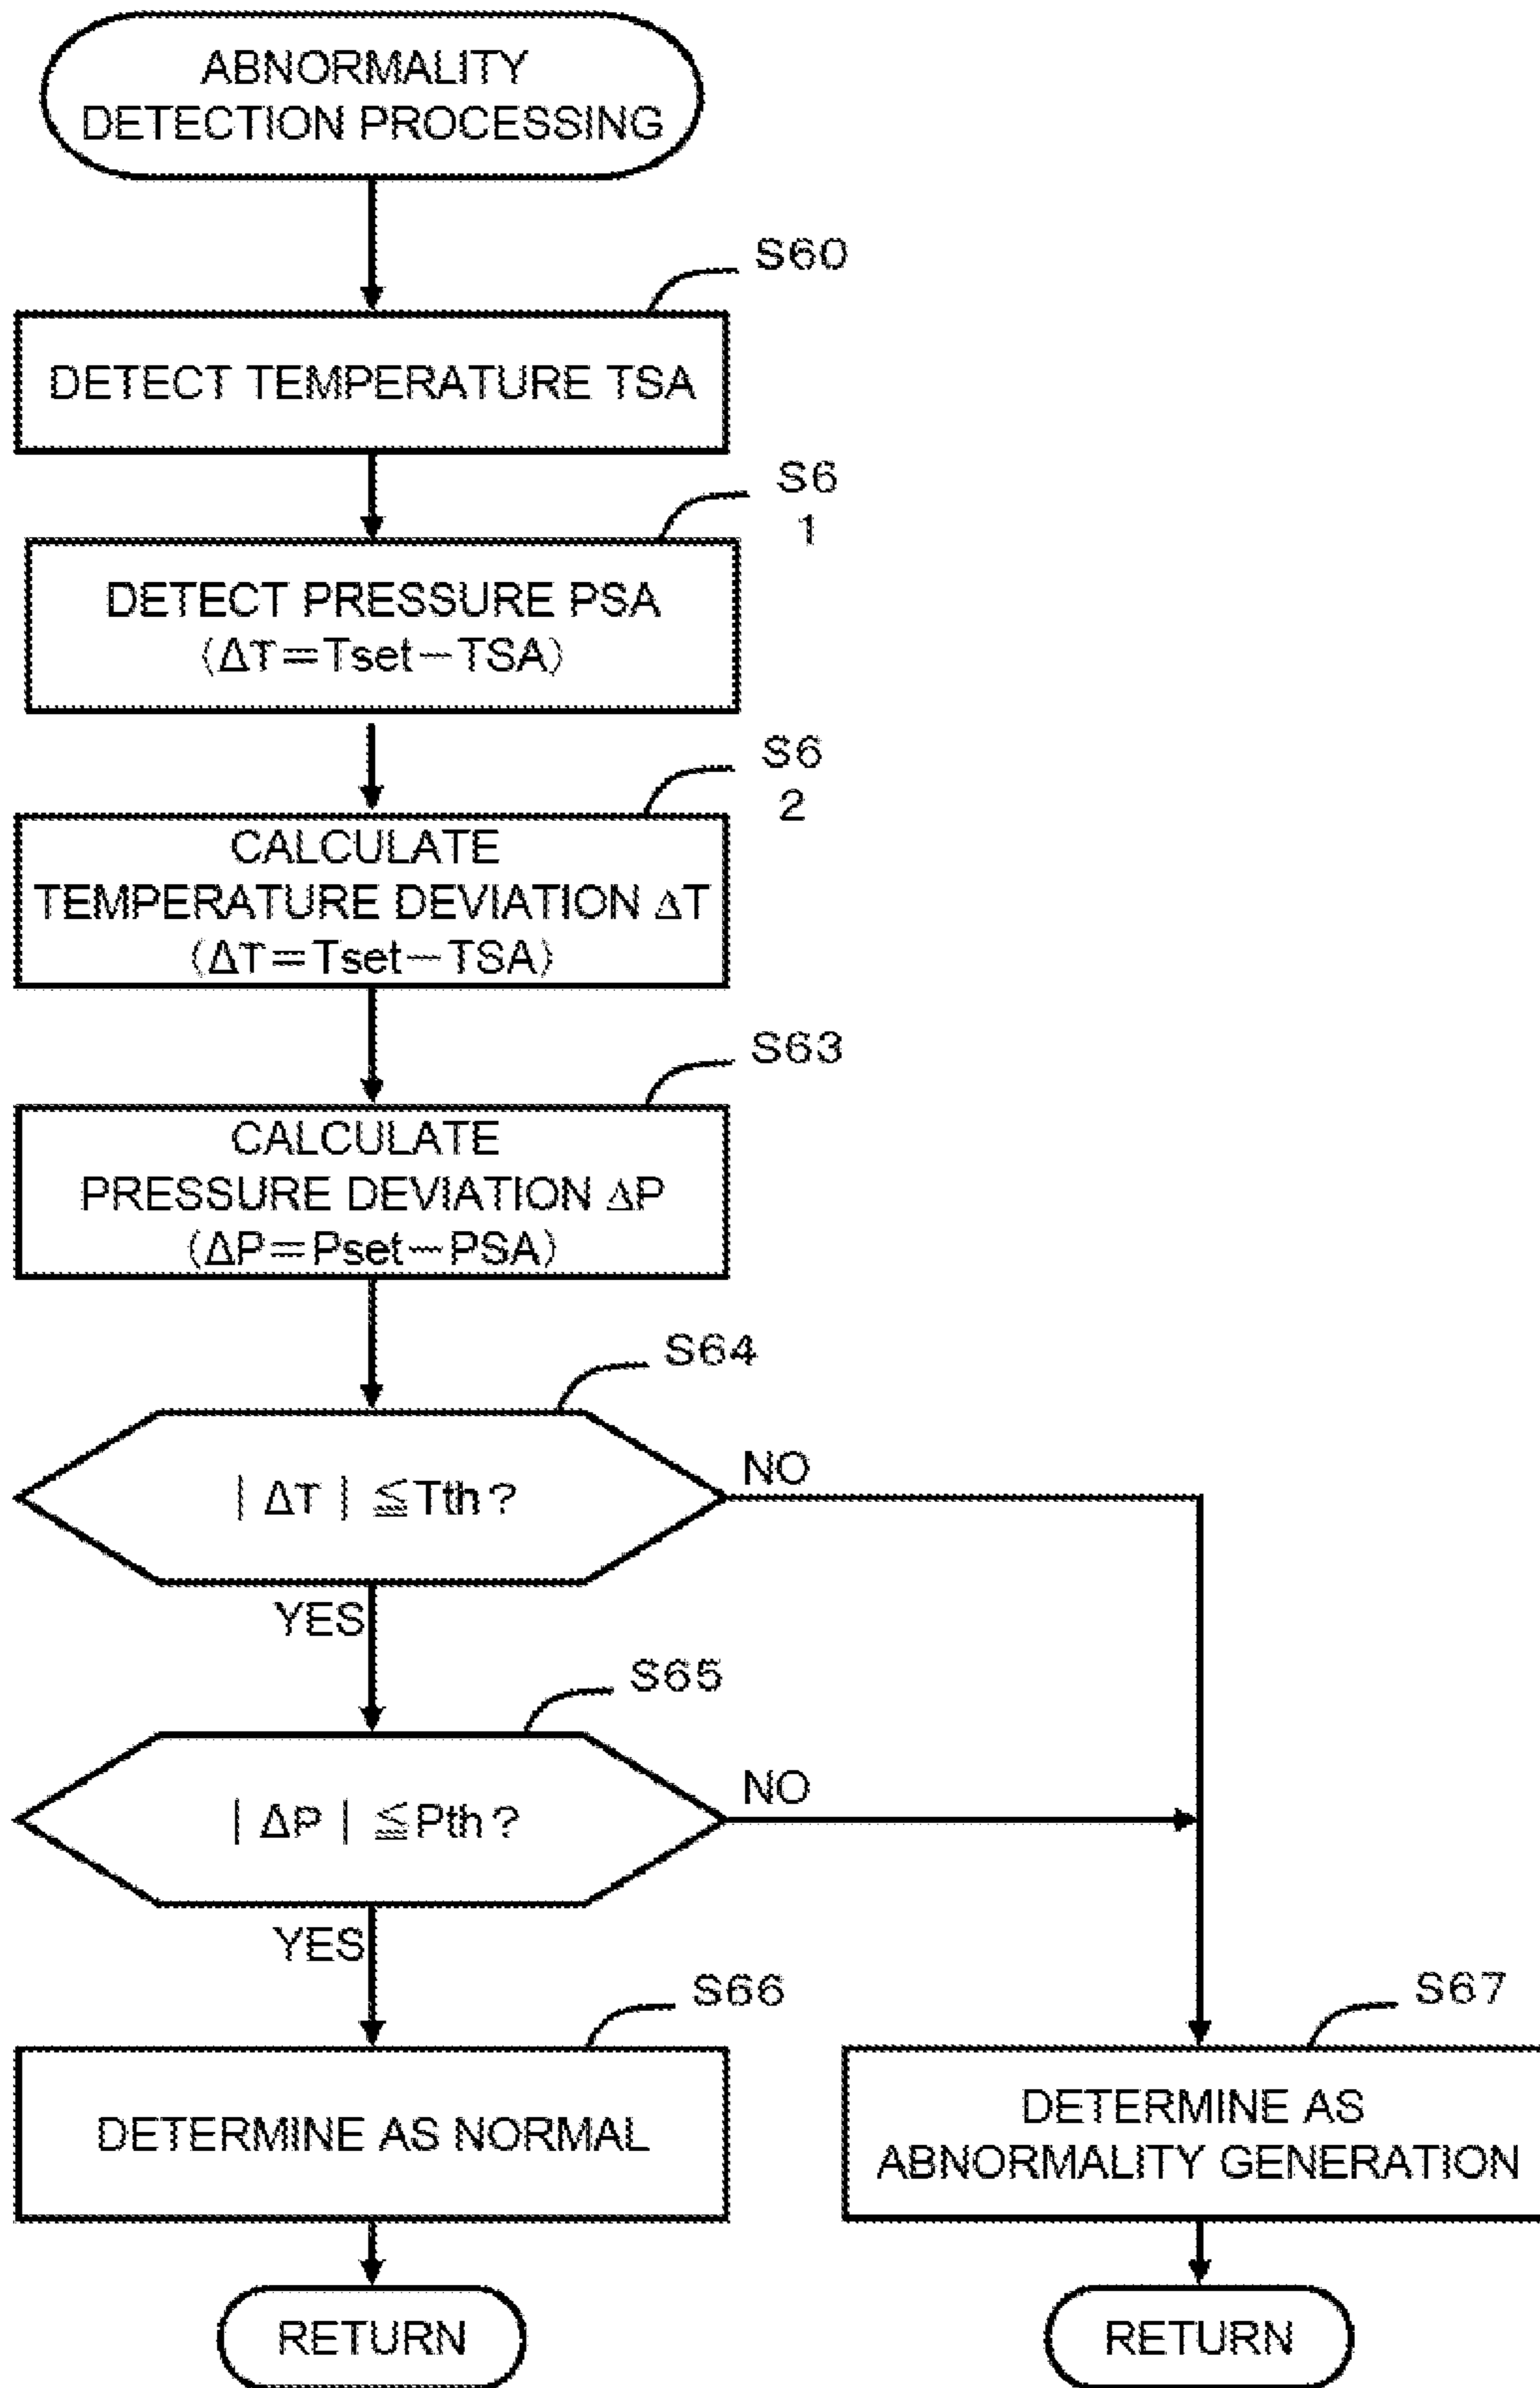 ABNORMALITY
DETECTION PROCESSING
S60
DETECT TEMPERATURE TSA
S6
1
DETECT PRESSURE PSA
(ΔT=Tset−TSA)
S6
2
CALCULATE
TEMPERATURE DEVIATION ΔT
(ΔT=Tset−TSA)
S63
CALCULATE
PRESSURE DEVIATION ΔP
(ΔP=Pset−PSA)
S64
| ΔT | ≦Tth?
NO
YES
S65
| ΔP | ≦Pth?
NO
YES
S66
DETERMINE AS NORMAL
S67
DETERMINE AS
ABNORMALITY GENERATION
RETURN
RETURN